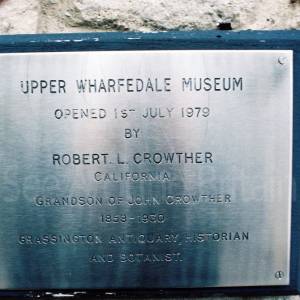 UPPER WHARFEDALE MUSEUM
OPENED 1ST JULY 1979
BY
ROBERT. L. CROWTHER
CALIFORNIA
GRANDSON OF JOHN CROWTHER
1858-1930
GRASSINGTON ANTIQUARY, HISTORIAN
AND BOTANIST.